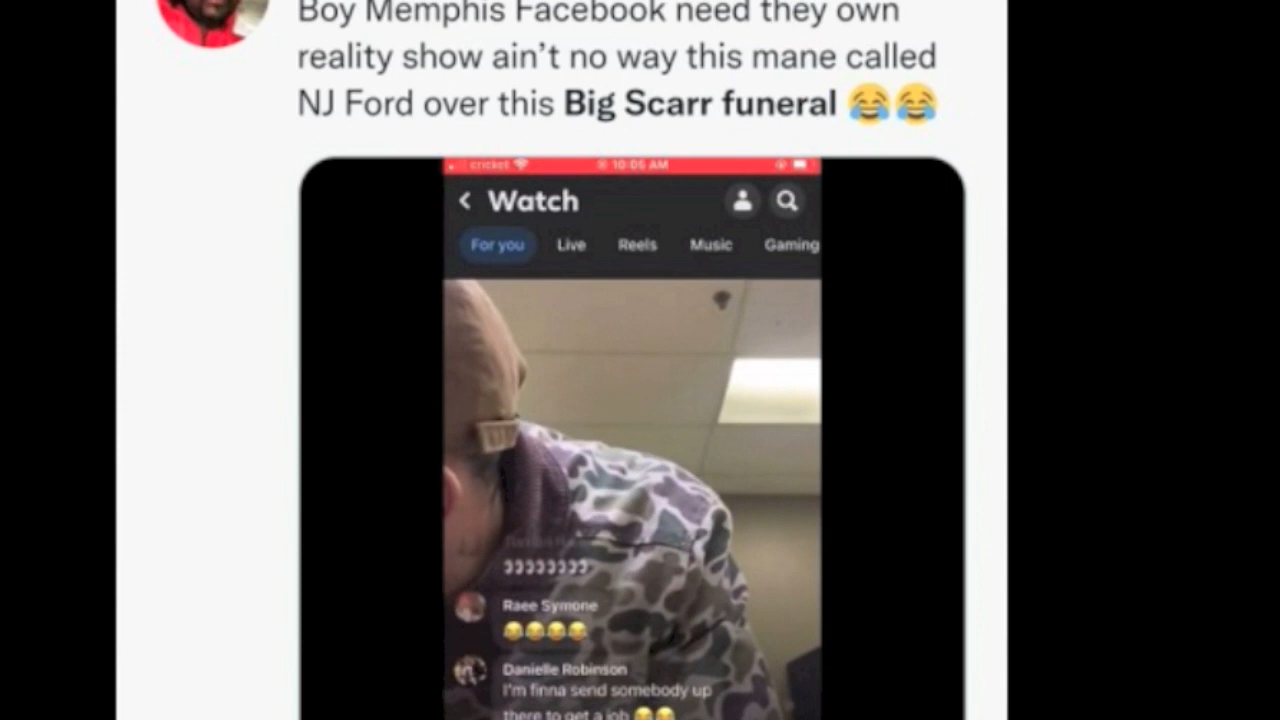 Boy Memphis Facebook need they own
reality show ain't no way this mane called
NJ Ford over this Big Scarr funeral 😂😂
cricket 10:05 AM
Watch
For you Live Reels Music Gaming
Raee Symone
😂😂😂😂
Danielle Robinson
I'm finna send somebody up
there to get a job 😂😂